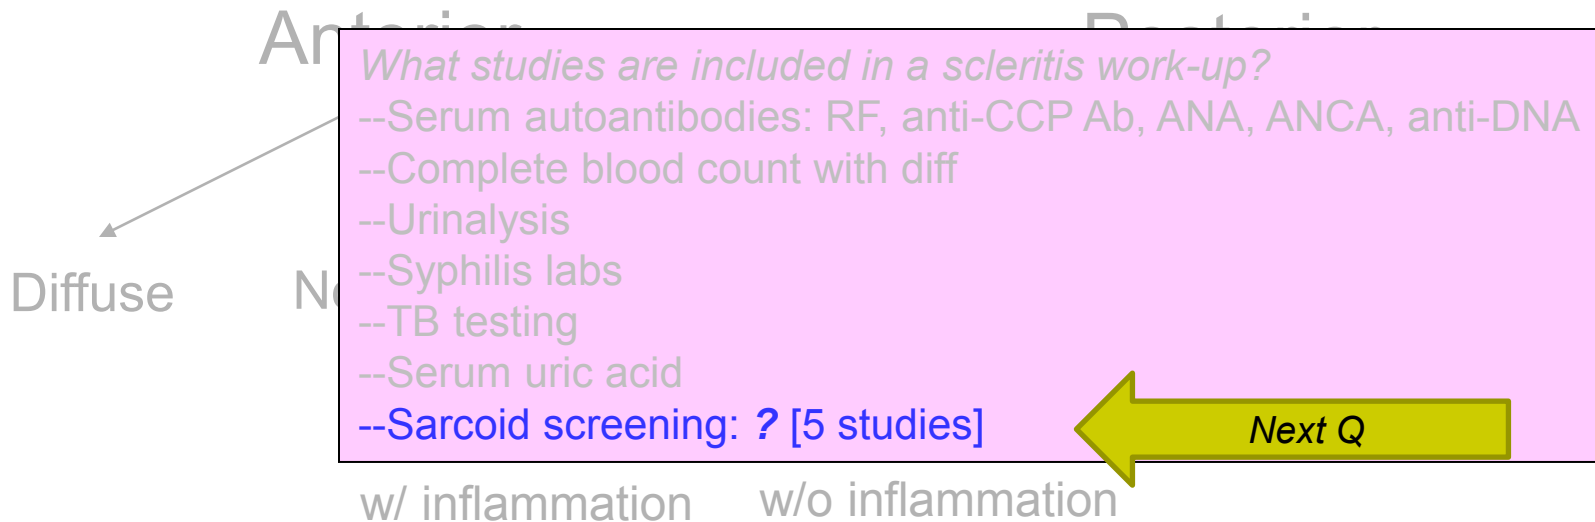 What studies are included in a scleritis work-up?
--Serum autoantibodies: RF, anti-CCP Ab, ANA, ANCA, anti-DNA
--Complete blood count with diff
--Urinalysis
--Syphilis labs
Diffuse
--TB testing
--Serum uric acid
--Sarcoid screening: ? [5 studies]
Next Q
w/ inflammation w/o inflammation